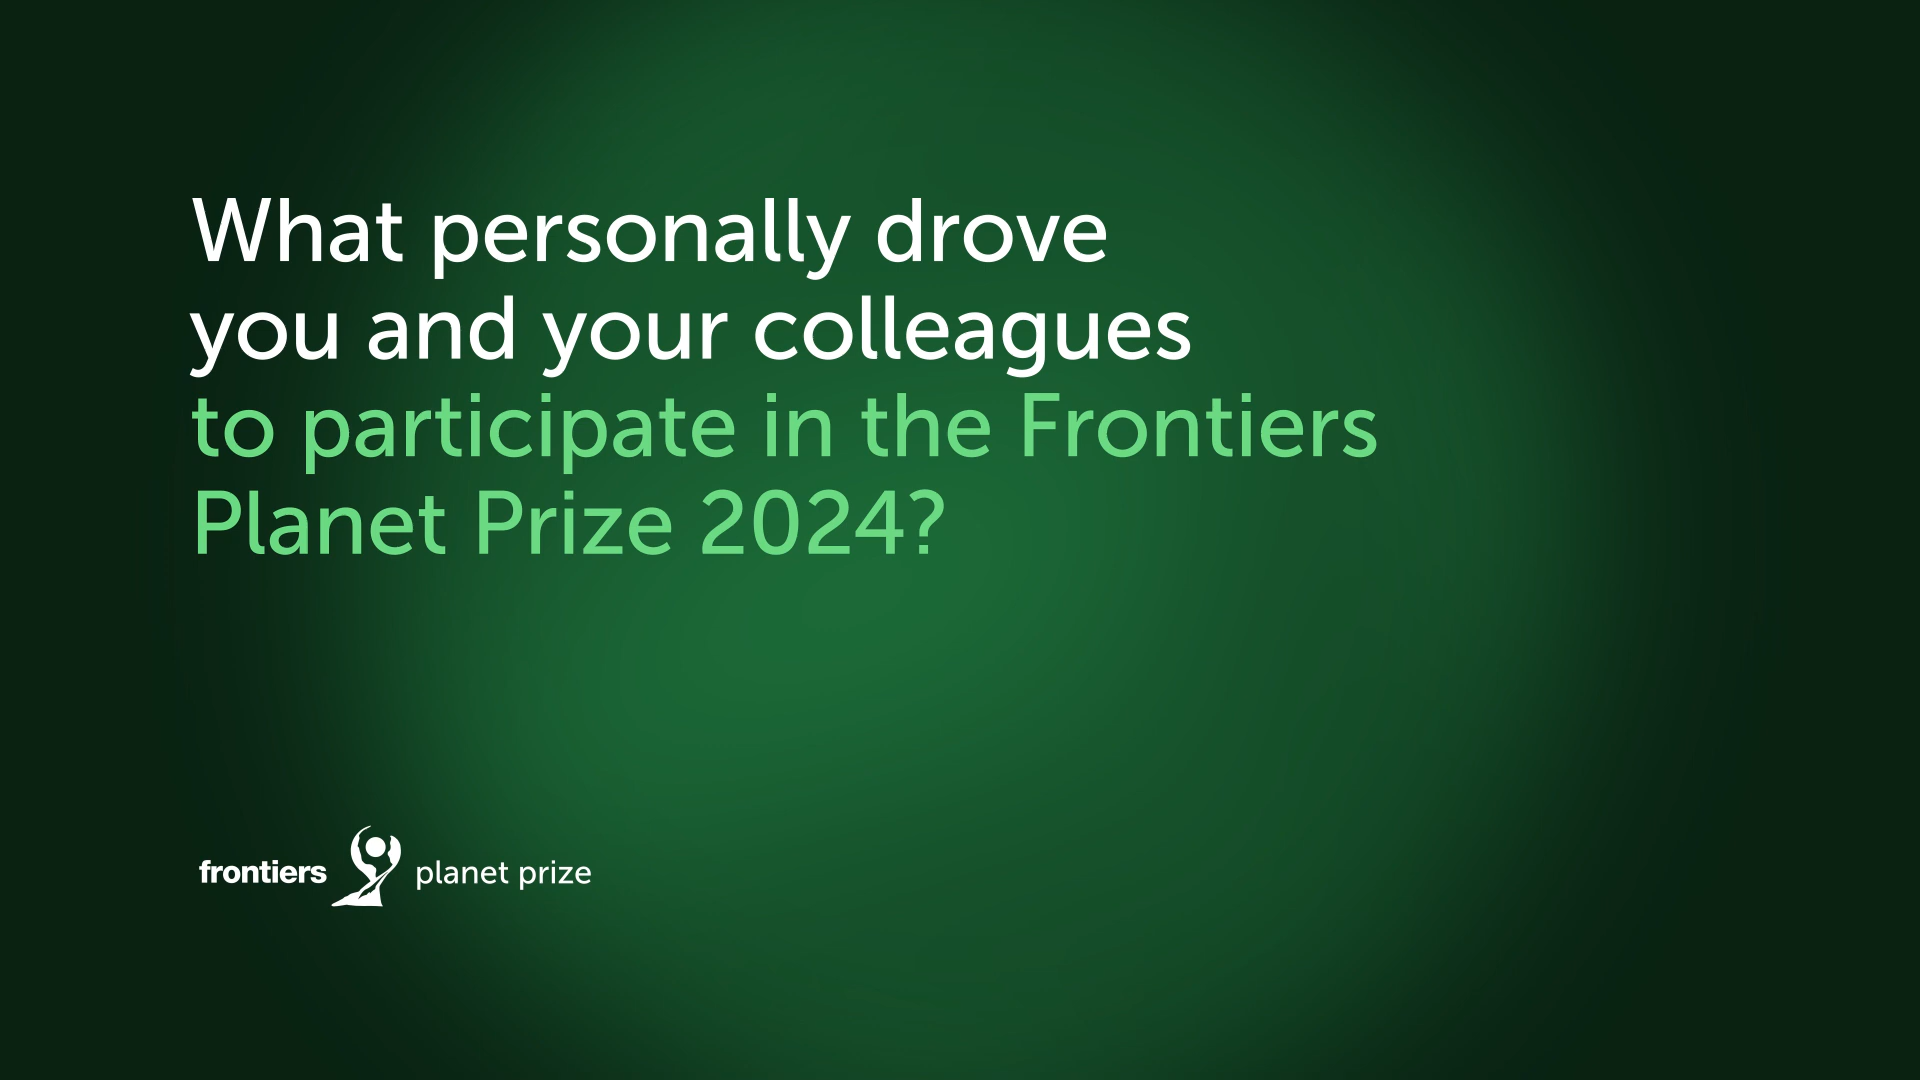 What personally drove
you and your colleagues
to participate in the Frontiers
Planet Prize 2024?
frontiers planet prize